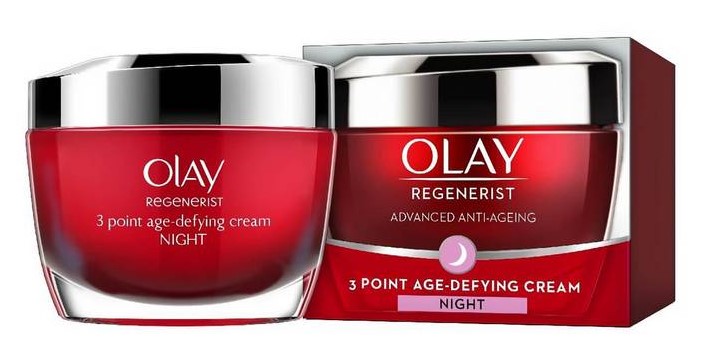 Olay
REGENERIST
3 point age-defying cream
NIGHT
OLAY
REGENERIST
ADVANCED ANTI-AGEING
3 POINT AGE-DEFYING CREAM
NIGHT